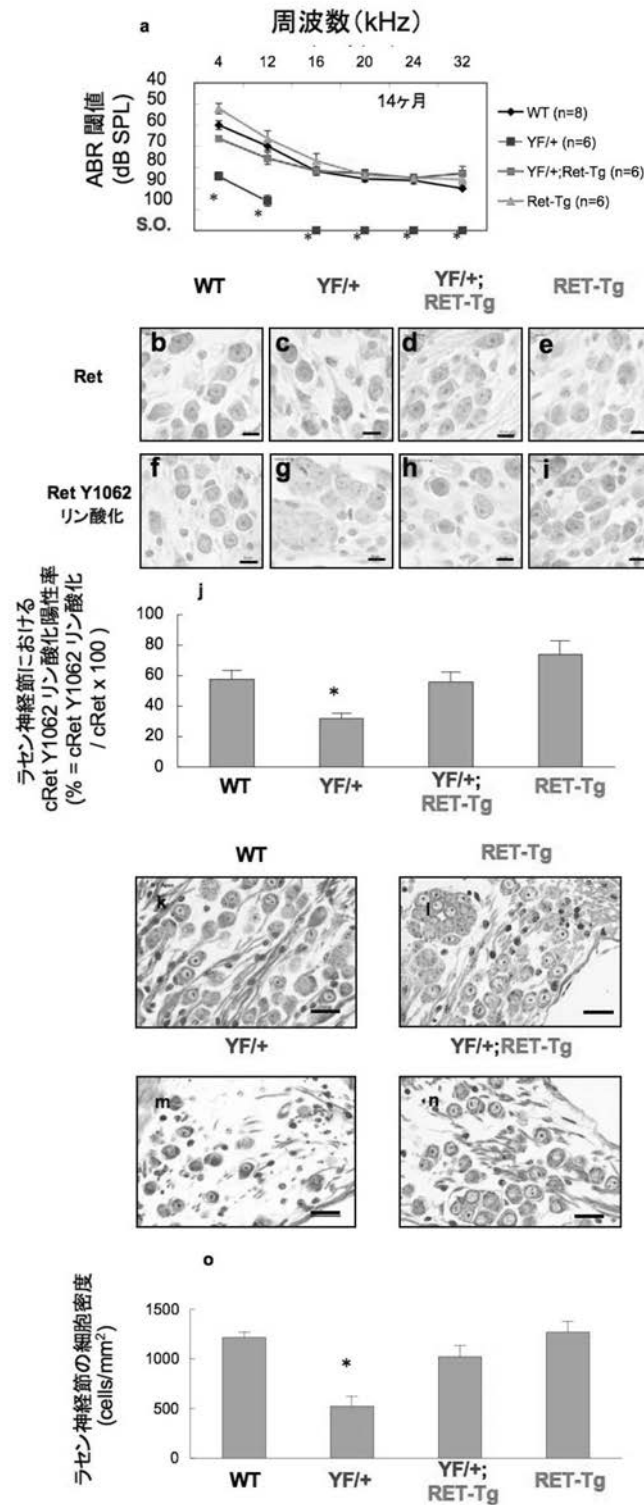 a
周波数(kHz)
4 12 16 20 24 32
ABR 閾値
(dB SPL)
40
50
60
70
80
90
100
S.O.
14ヶ月
WT (n=8)
YF/+ (n=6)
YF/+;Ret-Tg (n=6)
Ret-Tg (n=6)
* * * * * *
WT YF/+ YF/+; RET-Tg
RET-Tg
Ret
b c d e
Ret Y1062
リン酸化
f g h i
j
ラセン神経節における
cRet Y1062 リン酸化陽性率
(% = cRet Y1062 リン酸化
/ cRet x 100)
100
80
60
40
20
0
*
WT YF/+ YF/+; RET-Tg
RET-Tg
WT RET-Tg
k l
YF/+ YF/+;RET-Tg
m n
o
ラセン神経節の細胞密度
(cells/mm²)
1500
1000
500
0
*
WT YF/+ YF/+; RET-Tg
RET-Tg